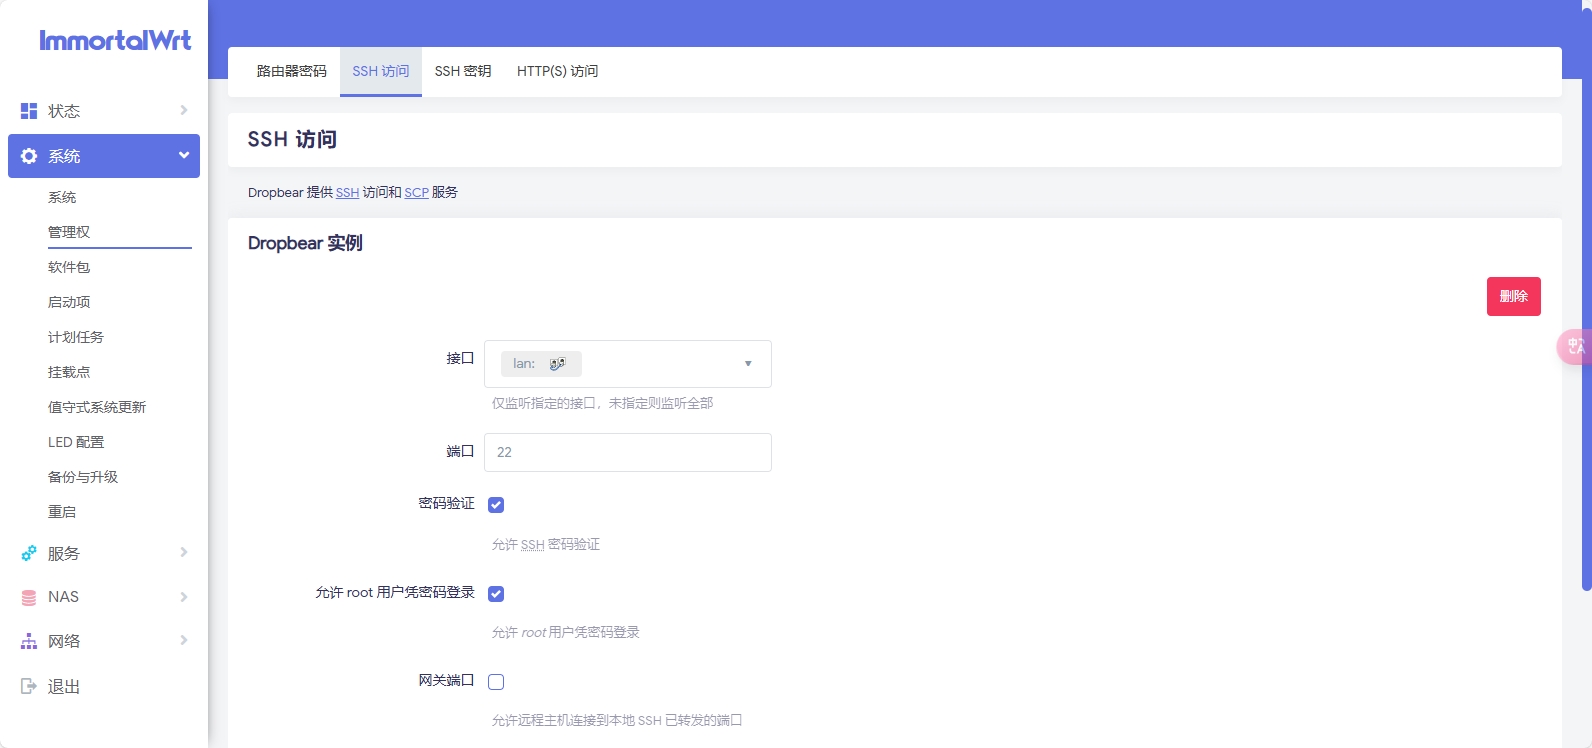 ImmortalWrt
状态
系统
系统
管理权
软件包
启动项
计划任务
挂载点
值守式系统更新
LED 配置
备份与升级
重启
服务
NAS
网络
退出
路由器密码
SSH 访问
SSH 密钥
HTTP(S) 访问
SSH 访问
Dropbear 提供 SSH 访问和 SCP 服务
Dropbear 实例
删除
接口
lan:
仅监听指定的接口，未指定则监听全部
端口
22
密码验证
允许 SSH 密码验证
允许 root 用户凭密码登录
允许 root 用户凭密码登录
网关端口
允许远程主机连接到本地 SSH 已转发的端口
中
A